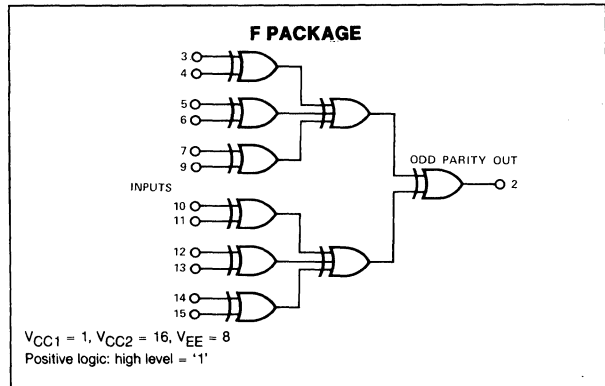 F PACKAGE
3
4
5
6
7
9
ODD PARITY OUT
2
INPUTS
10
11
12
13
14
15
VCC1 = 1, VCC2 = 16, VEE = 8
Positive logic: high level = '1'